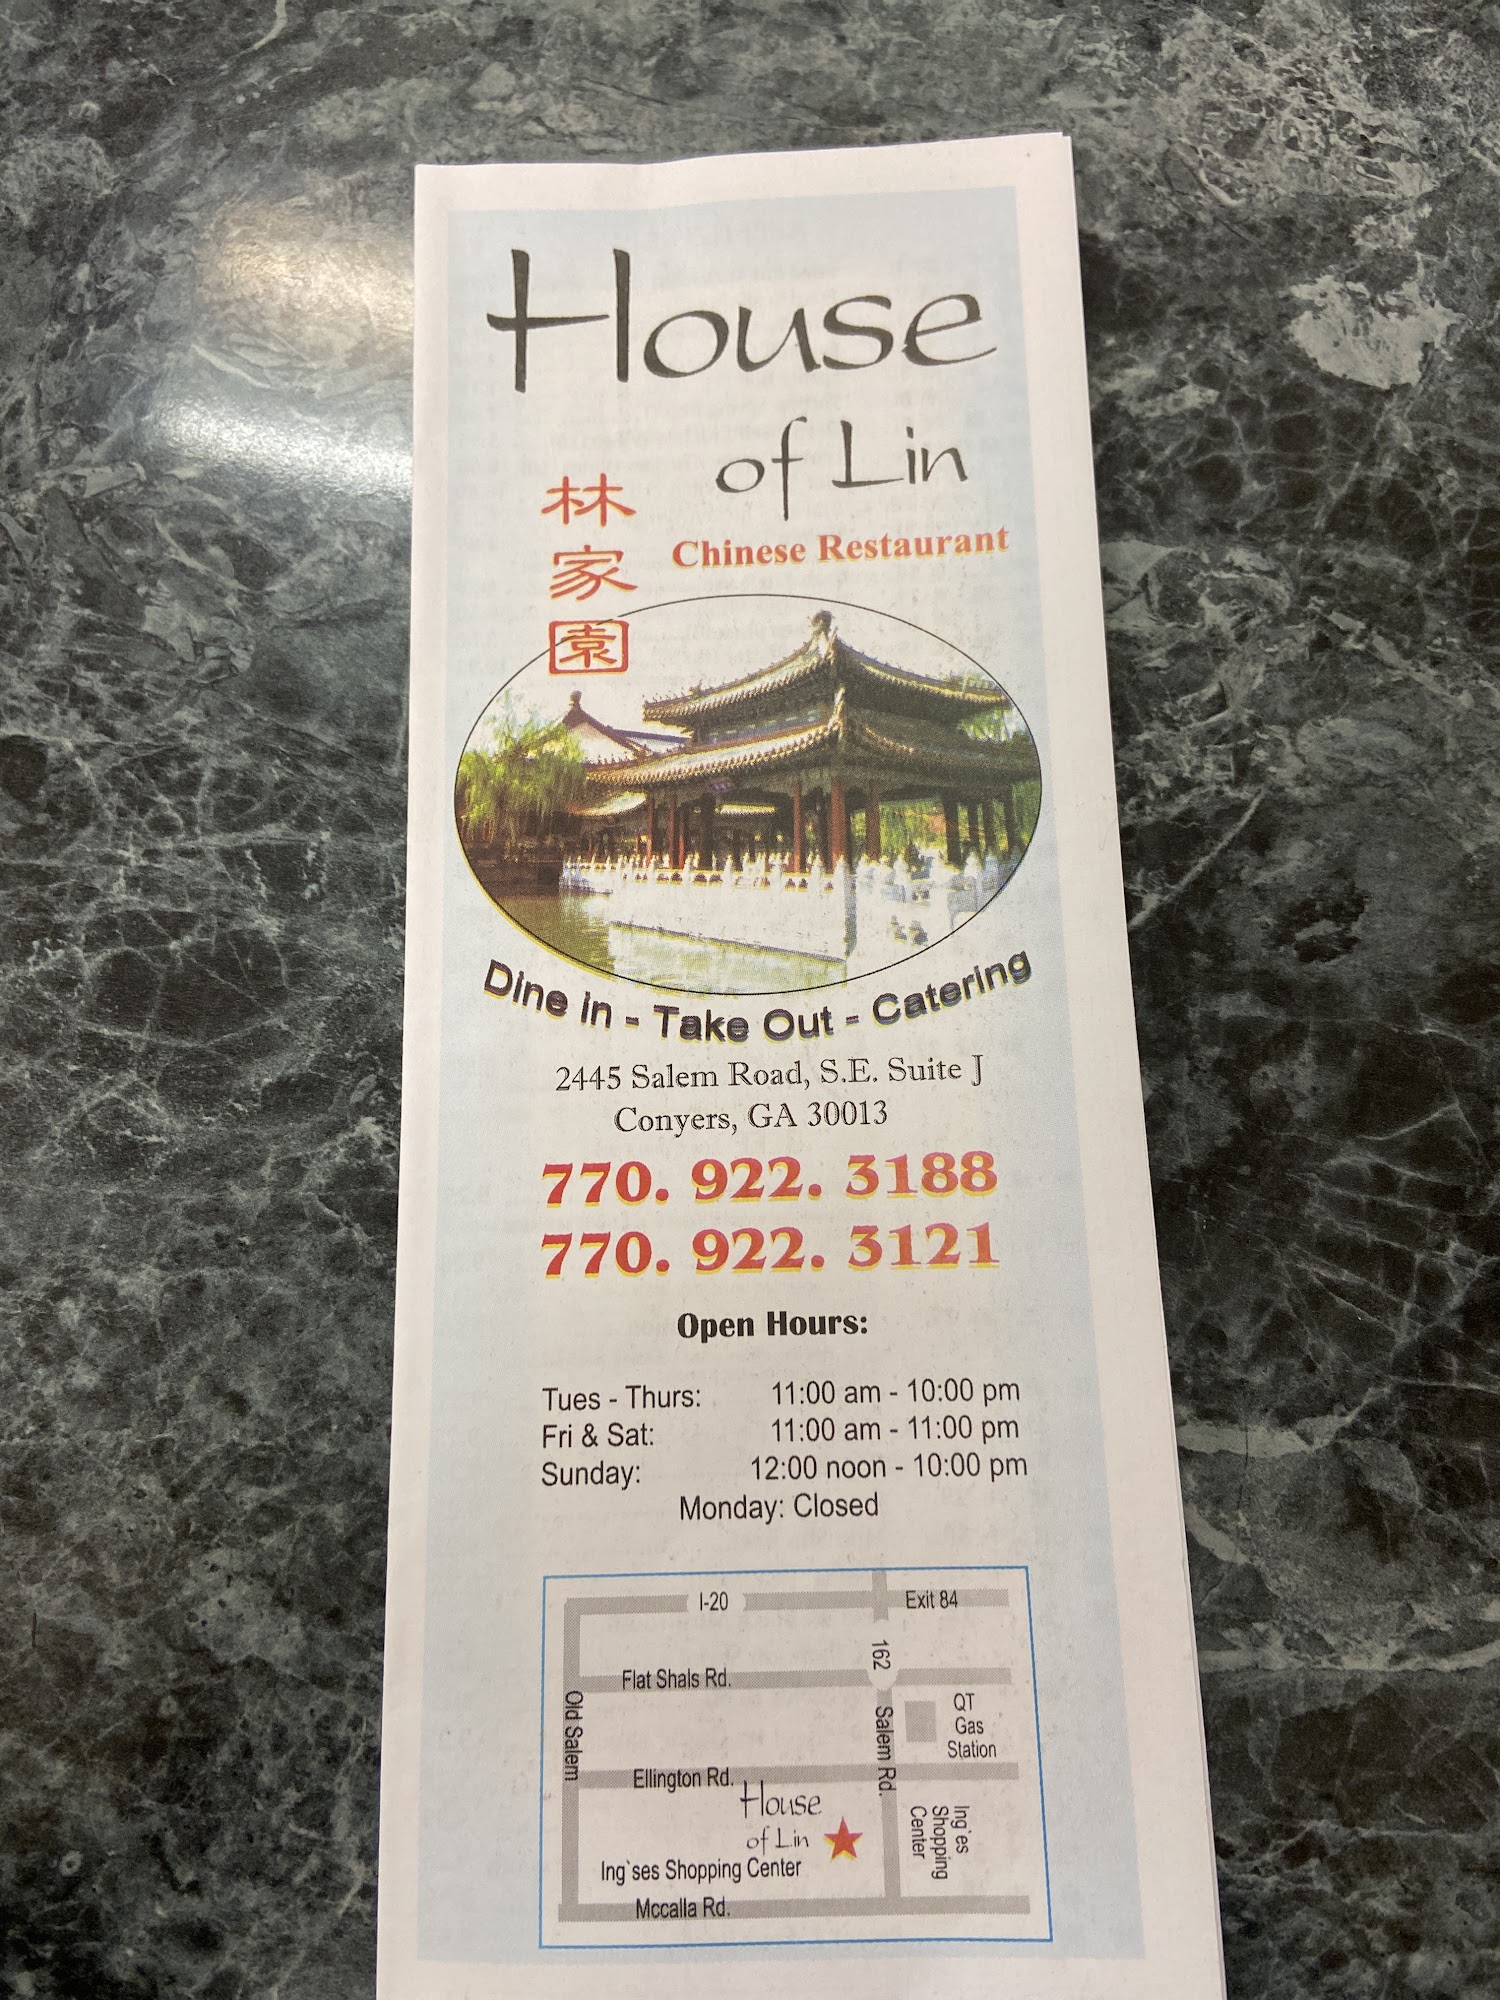 House
of Lin
林
家
園
Chinese Restaurant
Dine in - Take Out - Catering
2445 Salem Road, S.E. Suite J
Conyers, GA 30013
770. 922. 3188
770. 922. 3121
Open Hours:
Tues - Thurs: 11:00 am - 10:00 pm
Fri & Sat: 11:00 am - 11:00 pm
Sunday: 12:00 noon - 10:00 pm
Monday: Closed
I-20
Exit 84
162
Flat Shals Rd.
Old Salem
Salem Rd.
QT
Gas
Station
Ellington Rd.
House
of Lin
Ing`es
Shopping
Center
Ing`ses Shopping Center
Mccalla Rd.